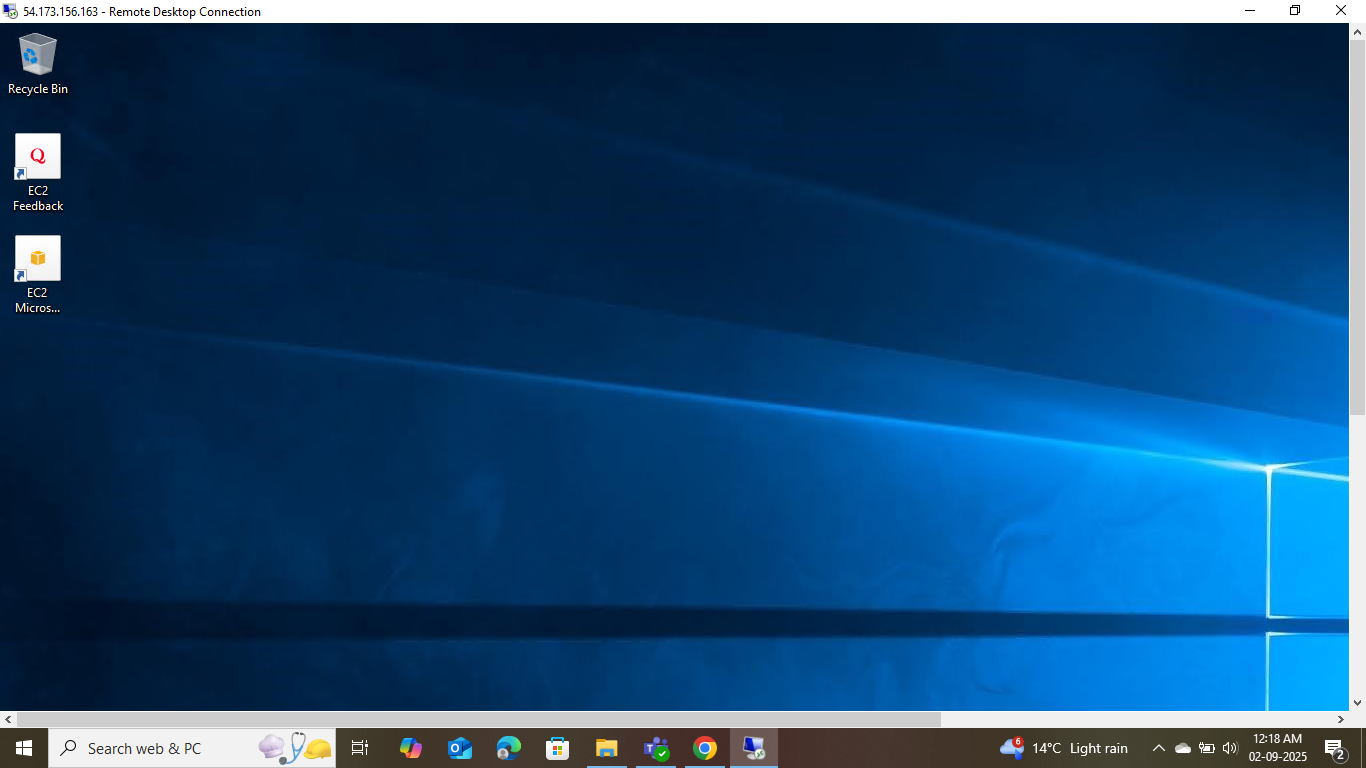 54.173.156.163 - Remote Desktop Connection
Recycle Bin
Q
EC2
Feedback
EC2
Micros...
Search web & PC
6
14°C Light rain
12:18 AM
02-09-2025
2